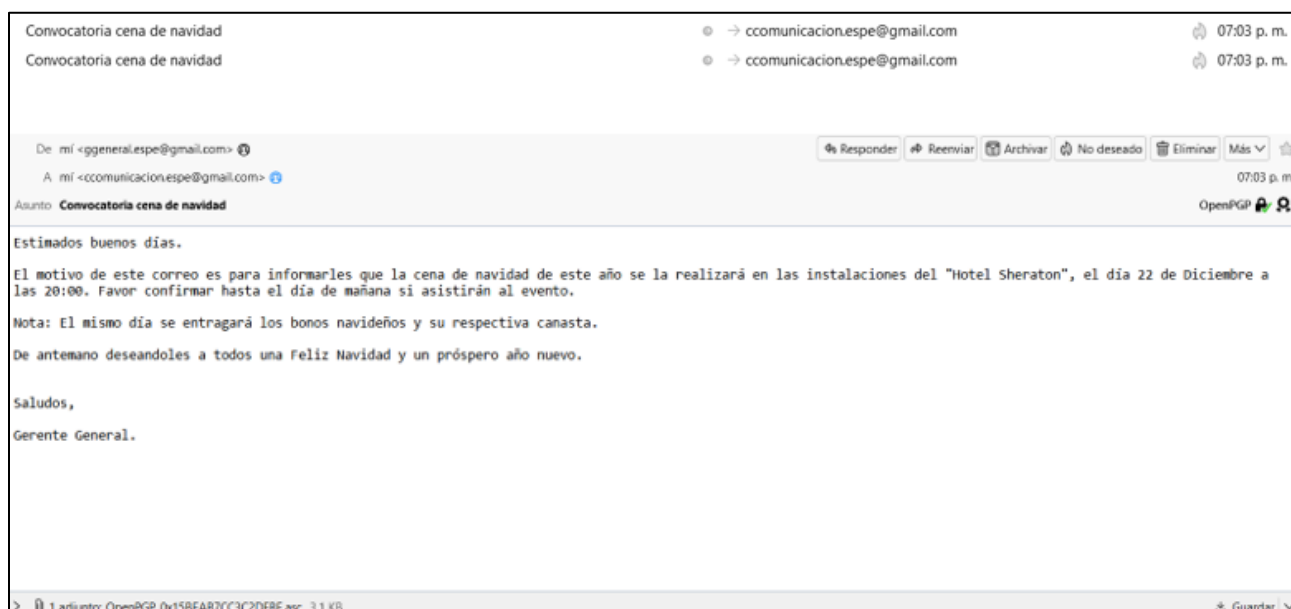 Convocatoria cena de navidad → ccomunicacion.espe@gmail.com 07:03 p. m.
Convocatoria cena de navidad → ccomunicacion.espe@gmail.com 07:03 p. m.
De mí <ggeneral.espe@gmail.com> Responder Reenviar Archivar No deseado Eliminar Más
A mí <ccomunicacion.espe@gmail.com> 07:03 p. m
Asunto Convocatoria cena de navidad OpenPGP
Estimados buenos días.
El motivo de este correo es para informarles que la cena de navidad de este año se la realizará en las instalaciones del "Hotel Sheraton", el día 22 de Diciembre a
las 20:00. Favor confirmar hasta el día de mañana si asistirán al evento.
Nota: El mismo día se entragará los bonos navideños y su respectiva canasta.
De antemano deseandoles a todos una Feliz Navidad y un próspero año nuevo.
Saludos,
Gerente General.
1 adjunto: OpenPGP 3,1 KB Guardar